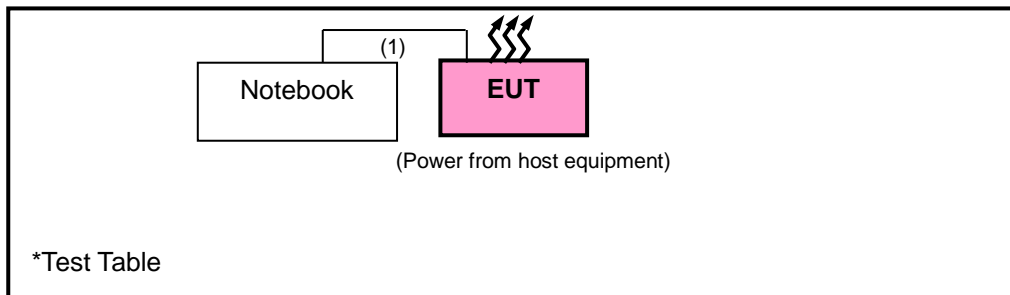 (1)
Notebook
EUT
(Power from host equipment)
*Test Table